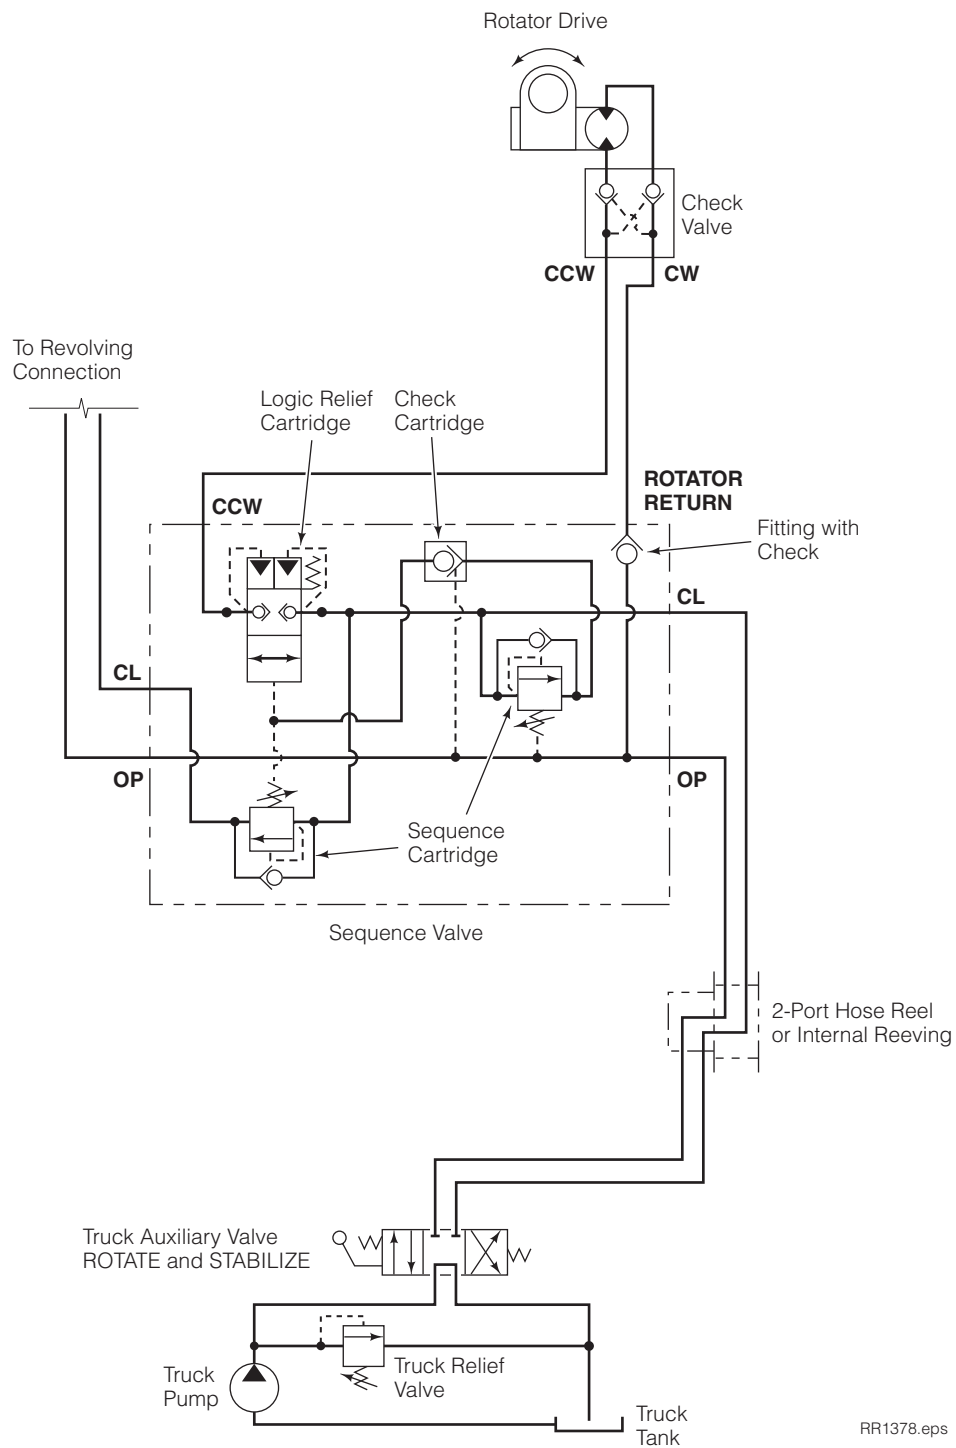 Rotator Drive
Check
Valve
CCW
CW
To Revolving
Connection
Logic Relief
Cartridge
Check
Cartridge
CCW
ROTATOR
RETURN
Fitting with
Check
CL
CL
OP
OP
Sequence
Cartridge
Sequence Valve
2-Port Hose Reel
or Internal Reeving
Truck Auxiliary Valve
ROTATE and STABILIZE
Truck
Pump
Truck Relief
Valve
Truck
Tank
RR1378.eps